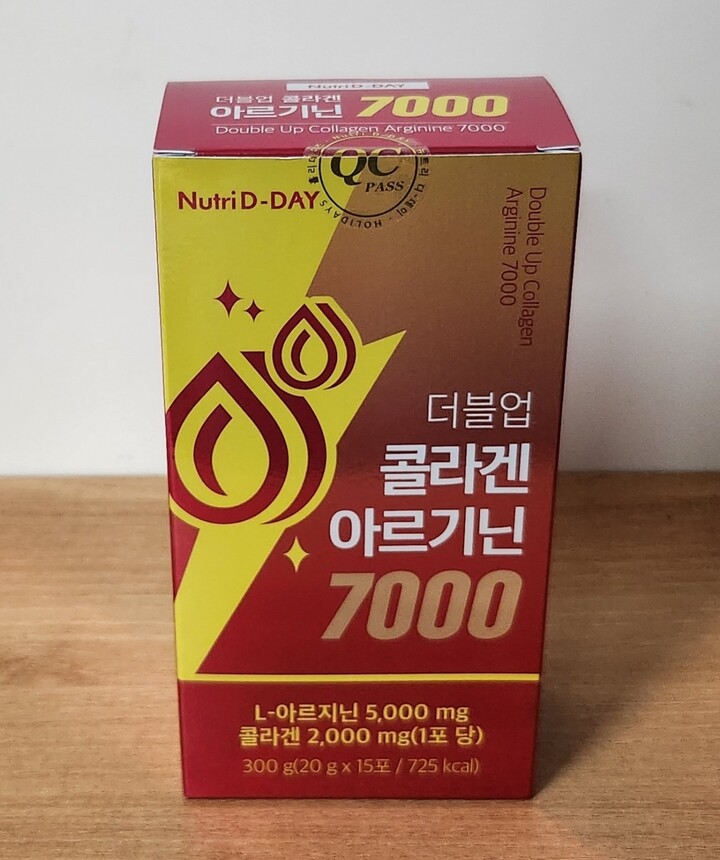 NutriD-DAY
더블업 콜라겐
아르기닌 7000
Double Up Collagen Arginine 7000
QC
PASS
HOLIDAYS
NutriD-DAY
Double Up Collagen
Arginine 7000
더블업
콜라겐
아르기닌
7000
L-아르지닌 5,000 mg
콜라겐 2,000 mg(1포 당)
300 g(20 g x 15포 / 725 kcal)